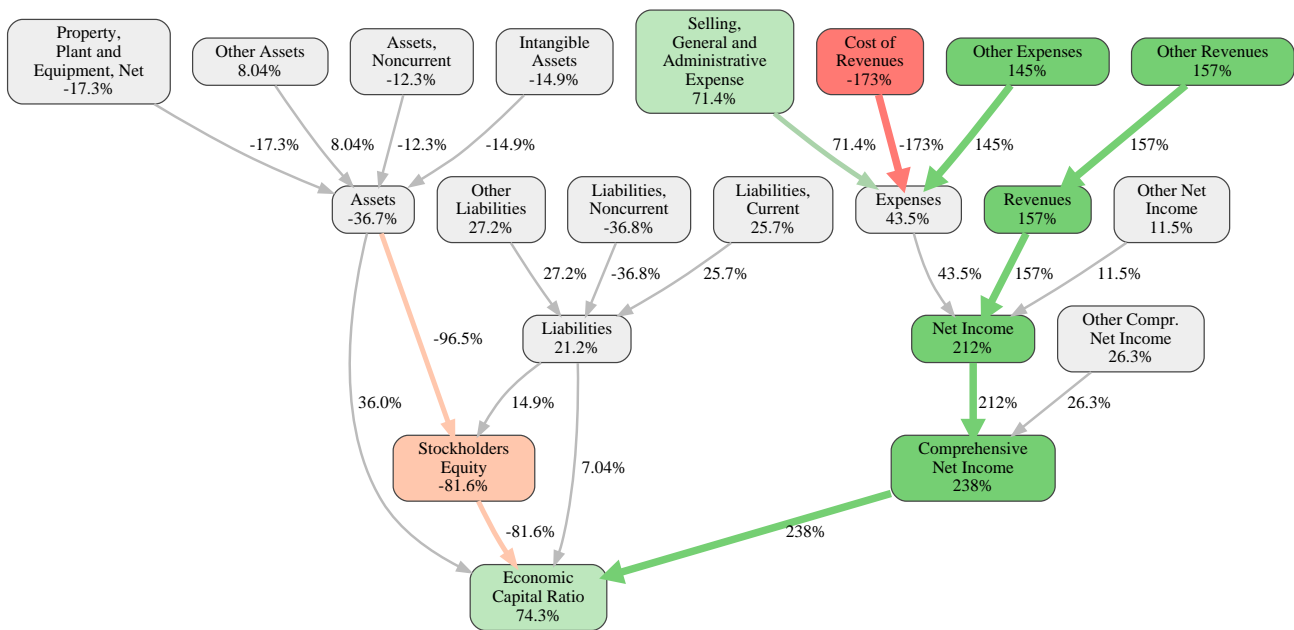 Property,
Plant and
Equipment, Net
-17.3%
Other Assets
8.04%
Assets,
Noncurrent
-12.3%
Intangible
Assets
-14.9%
Selling,
General and
Administrative
Expense
71.4%
Cost of
Revenues
-173%
Other Expenses
145%
Other Revenues
157%
-17.3%
8.04%
-12.3%
-14.9%
71.4%
-173%
145%
157%
Assets
-36.7%
Other
Liabilities
27.2%
Liabilities,
Noncurrent
-36.8%
Liabilities,
Current
25.7%
Expenses
43.5%
Revenues
157%
Other Net
Income
11.5%
27.2%
-36.8%
25.7%
43.5%
157%
11.5%
-96.5%
Liabilities
21.2%
Net Income
212%
Other Compr.
Net Income
26.3%
36.0%
14.9%
7.04%
212%
26.3%
Stockholders
Equity
-81.6%
Comprehensive
Net Income
238%
-81.6%
238%
Economic
Capital Ratio
74.3%